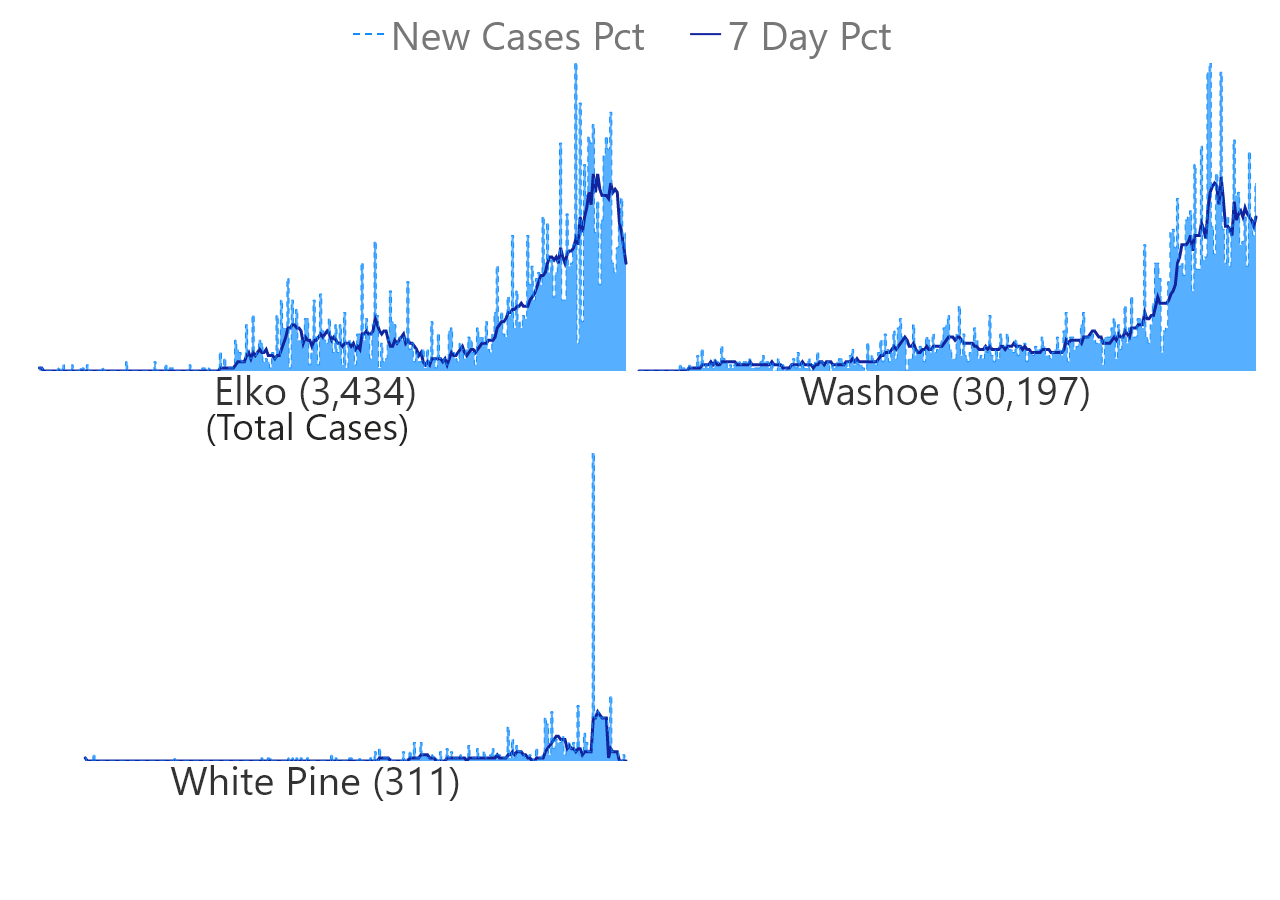 New Cases Pct 7 Day Pct
Elko (3,434)
(Total Cases)
Washoe (30,197)
White Pine (311)